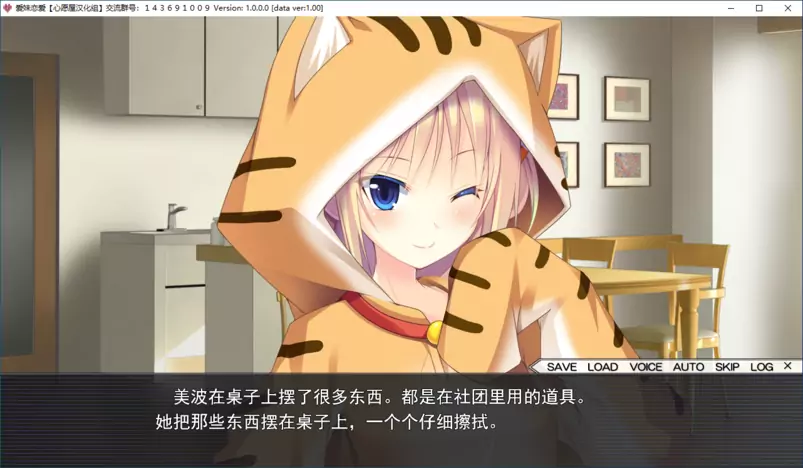 爱妹恋爱【心愿屋汉化组】交流群号：１４３６９１００９ Version: 1.0.0.0 [data ver:1.00]
SAVE LOAD VOICE AUTO SKIP LOG ×
美波在桌子上摆了很多东西。都是在社团里用的道具。
她把那些东西摆在桌子上，一个个仔细擦拭。